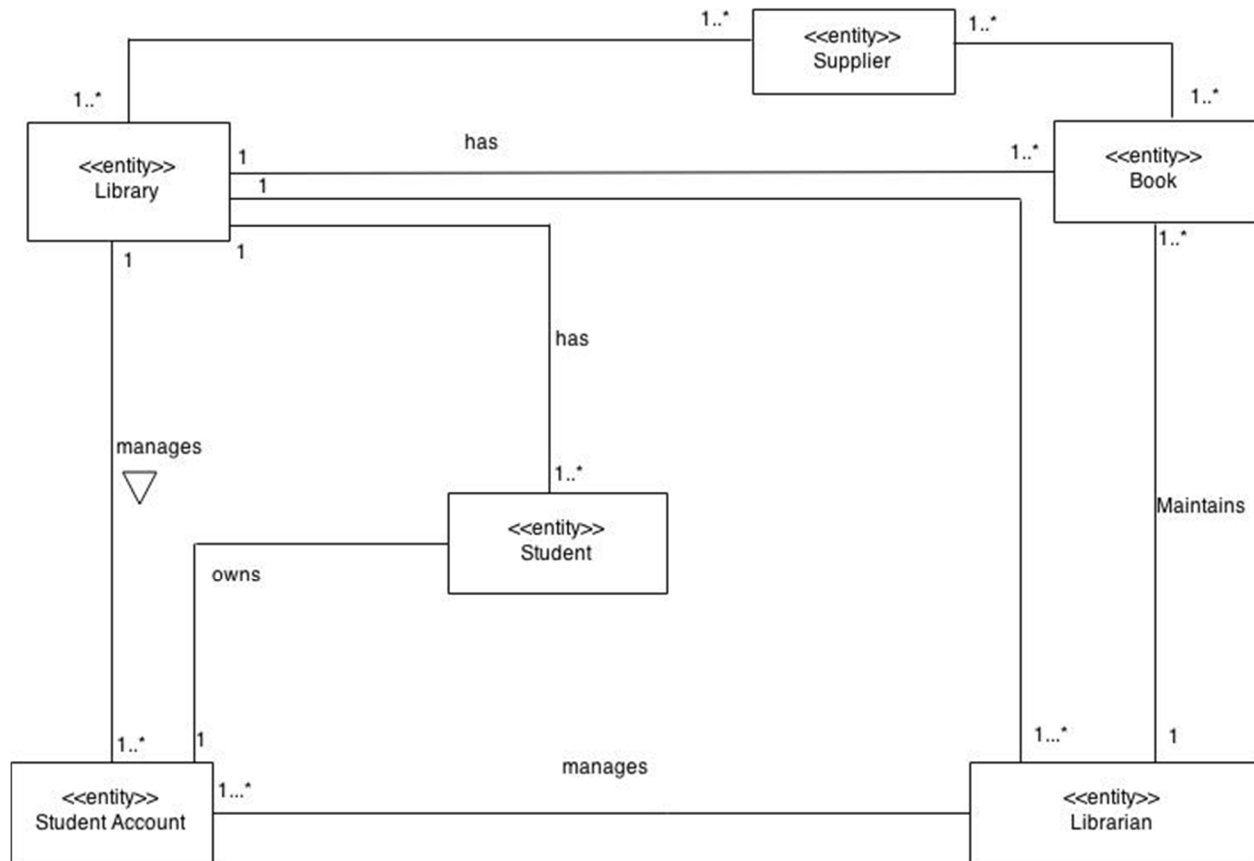 1..*
<<entity>>
Supplier
1..*
1..*
1..*
<<entity>>
Library
1
has
1..*
<<entity>>
Book
1
1
1
1..*
has
manages
1..*
<<entity>>
Student
Maintains
owns
1..*
1
1...*
1
<<entity>>
Student Account
1...*
manages
<<entity>>
Librarian